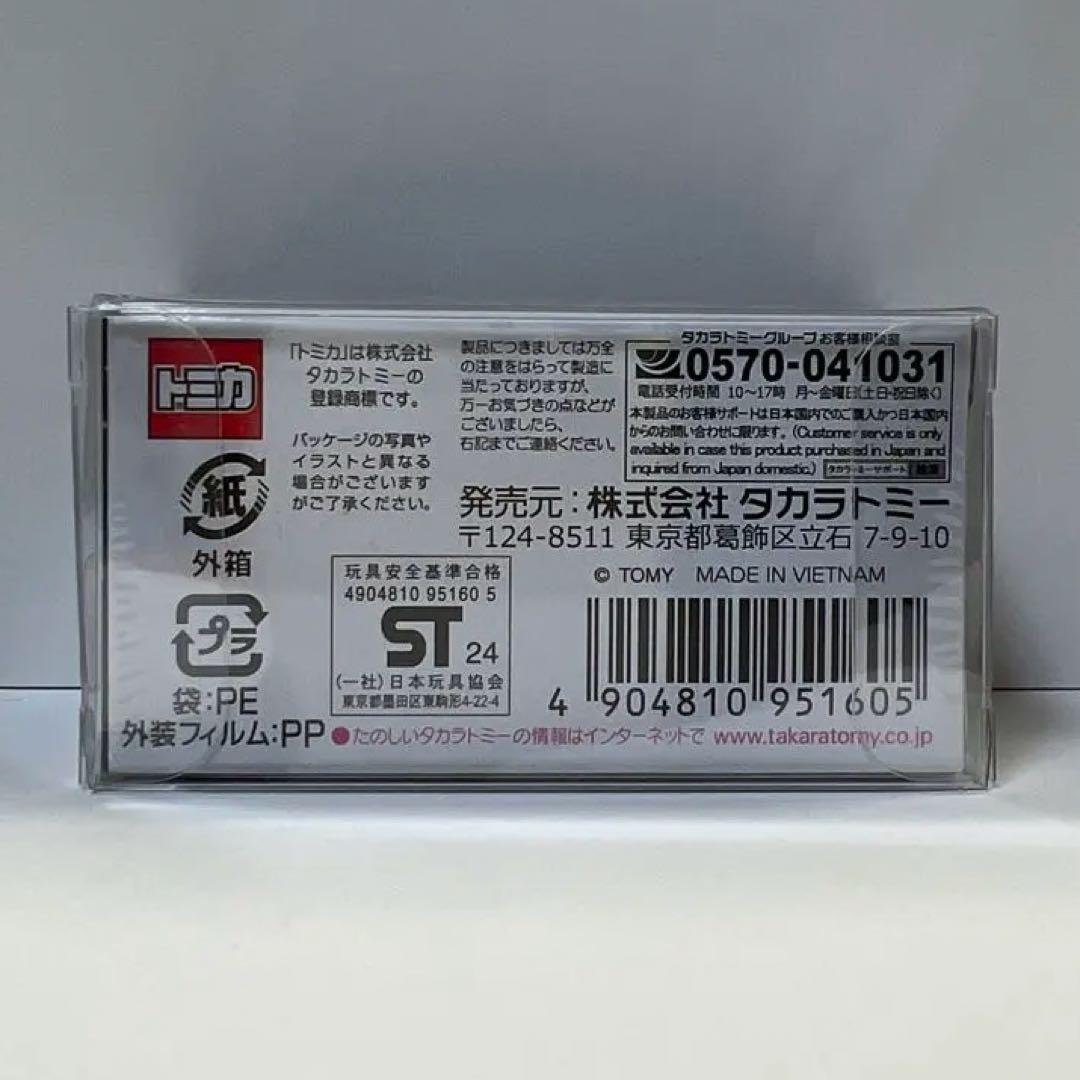 トミカ
「トミカ」は株式会社
タカラトミーの
登録商標です。
パッケージの写真や
イラストと異なる
場合がございます
がご了承ください。
製品につきましては万全
の注意をはらって製造に
当たっておりますが、
万一お気づきの点などが
ございましたら、
右記までご連絡ください。
タカラトミーグループお客様相談室
0570-041031
電話受付時間 10〜17時 月〜金曜日(土日・祝日除く)
本製品のお客様サポートは日本国内でのご購入かつ日本国内
からのお問い合わせに限ります。(Customer service is only
available in case this product purchased in Japan and
inquired from Japan domestic.) タカラトミーサポート 検索
発売元：株式会社 タカラトミー
〒124-8511 東京都葛飾区立石 7-9-10
© TOMY MADE IN VIETNAM
紙
外箱
プラ
袋:PE
外装フィルム:PP
玩具安全基準合格
4904810 95160 5
ST 24
(一社)日本玩具協会
東京都墨田区東駒形4-22-4
4 904810 951605
●たのしいタカラトミーの情報はインターネットで www.takaratomy.co.jp